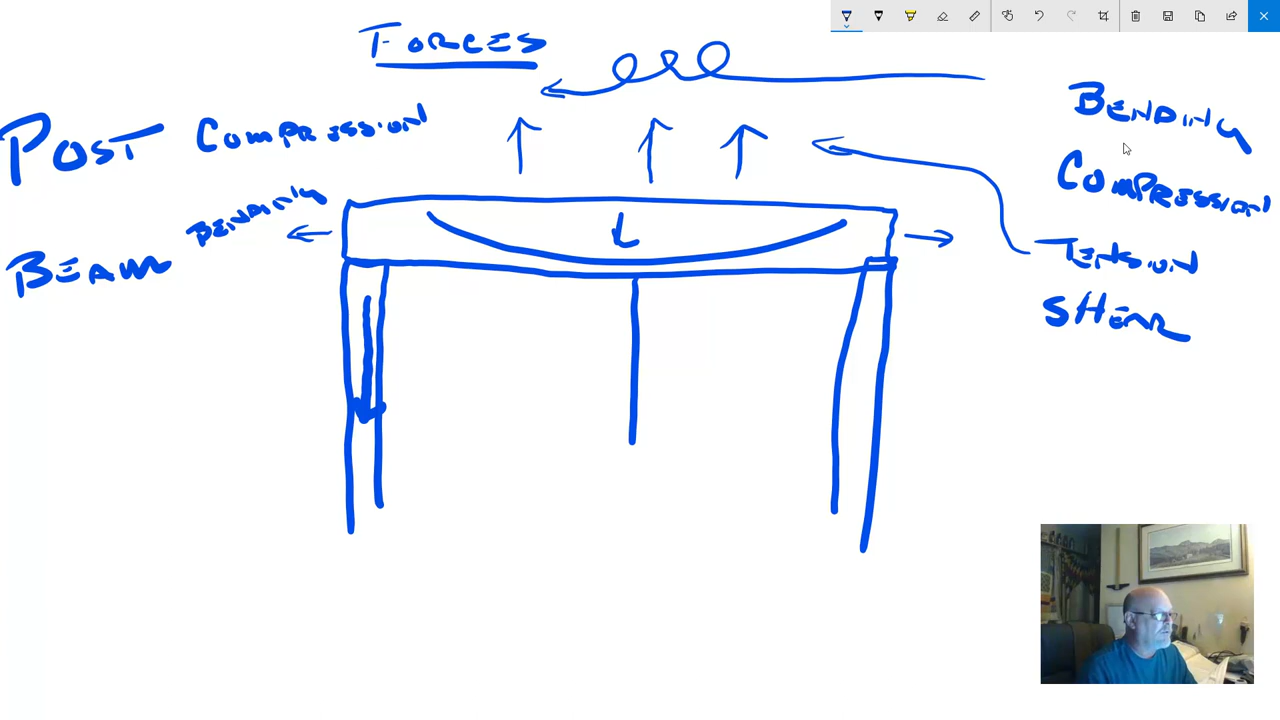 FORCES
POST COMPRESSION
BEAM BENDING
BENDING
COMPRESSION
TENSION
SHEAR